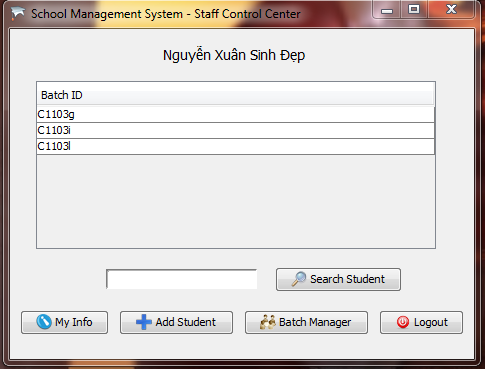 School Management System - Staff Control Center
Nguyễn Xuân Sinh Đẹp
Batch ID
C1103g
C1103i
C1103l
Search Student
My Info
Add Student
Batch Manager
Logout